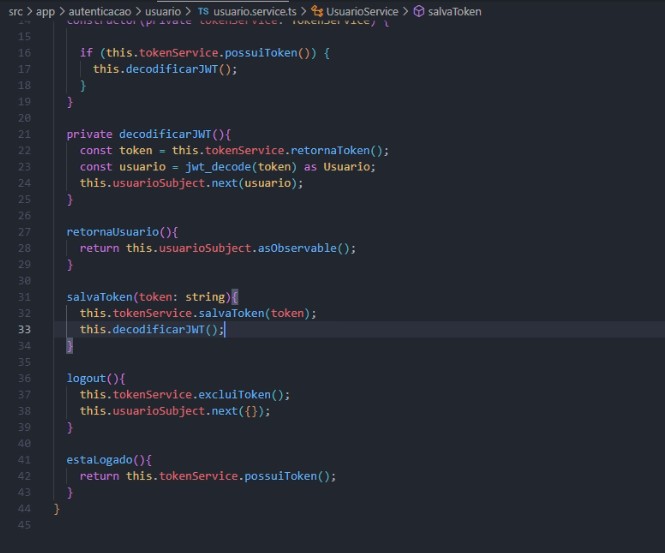 src > app > autenticacao > usuario > TS usuario.service.ts > UsuarioService > salvaToken
14 constructor(private tokenService: TokenService) {
15
16 if (this.tokenService.possuiToken()) {
17 this.decodificarJWT();
18 }
19 }
20
21 private decodificarJWT(){
22 const token = this.tokenService.retornaToken();
23 const usuario = jwt_decode(token) as Usuario;
24 this.usuarioSubject.next(usuario);
25 }
26
27 retornaUsuario(){
28 return this.usuarioSubject.asObservable();
29 }
30
31 salvaToken(token: string){
32 this.tokenService.salvaToken(token);
33 this.decodificarJWT();
34 }
35
36 logout(){
37 this.tokenService.excluiToken();
38 this.usuarioSubject.next({});
39 }
40
41 estaLogado(){
42 return this.tokenService.possuiToken();
43 }
44 }
45